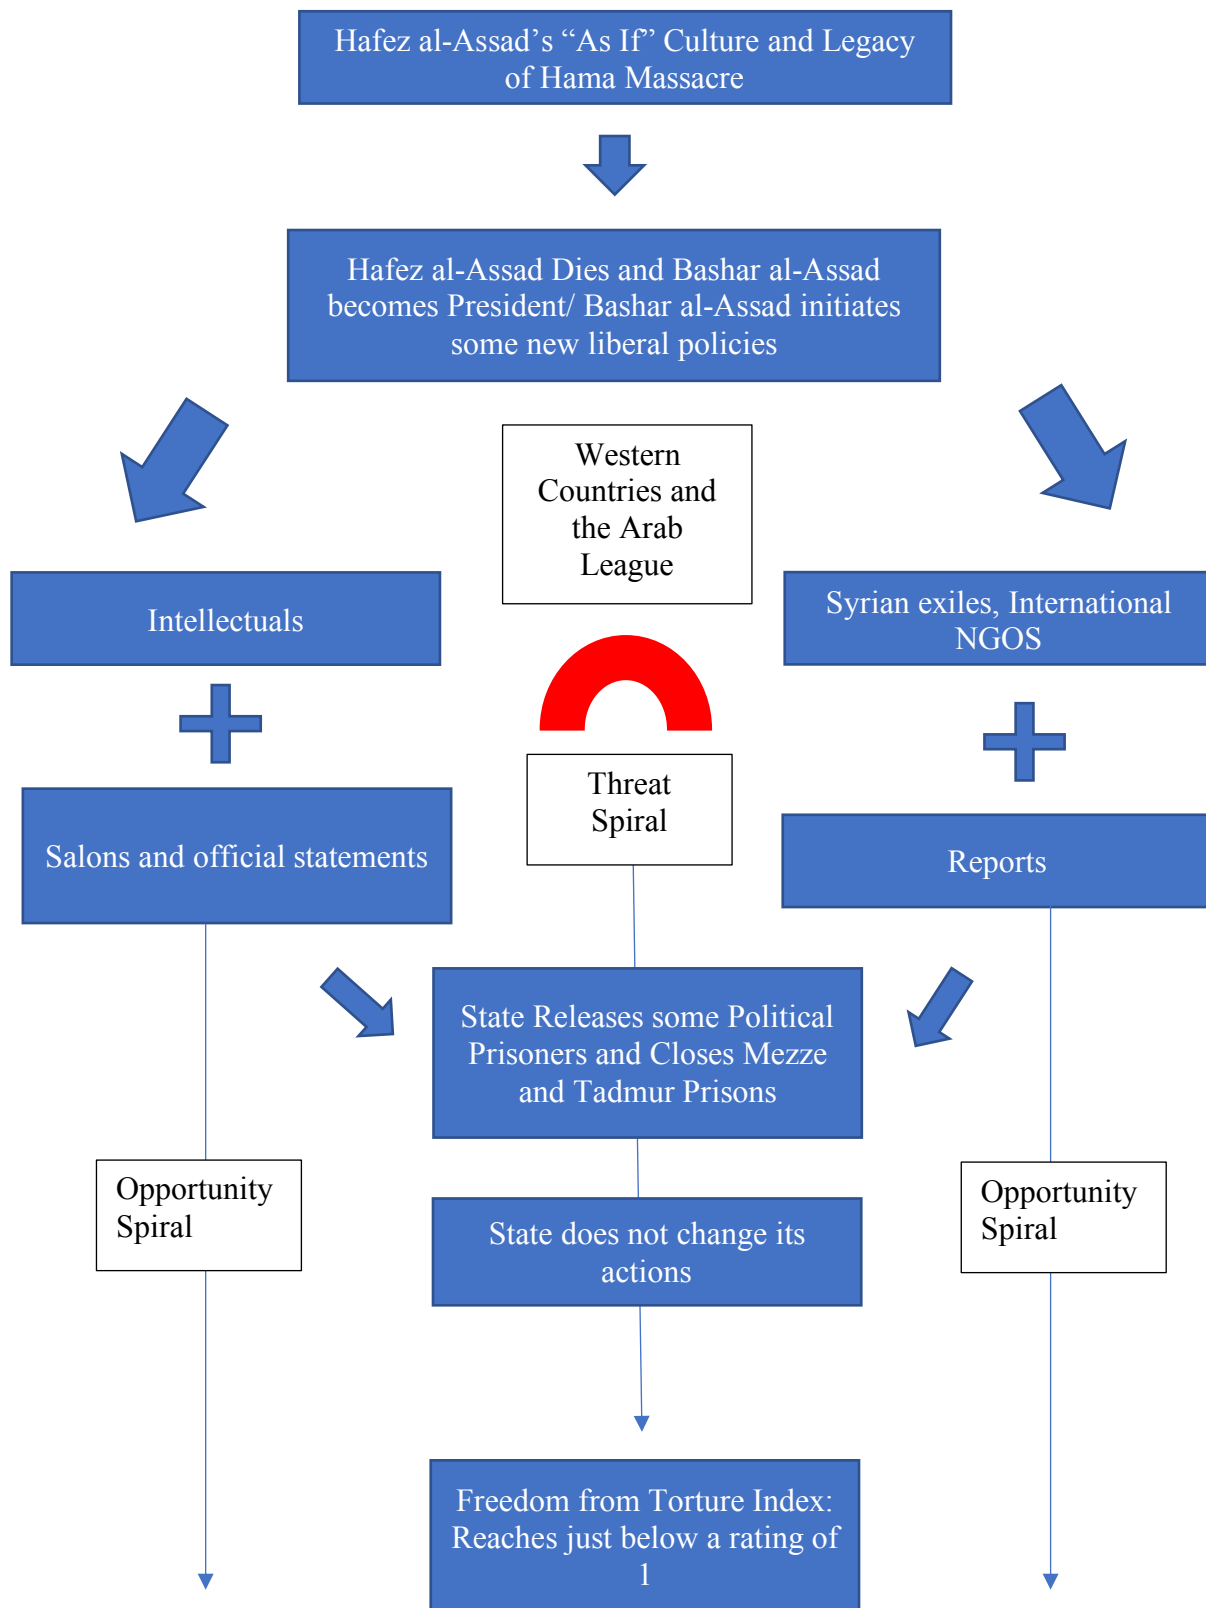 Hafez al-Assad’s “As If” Culture and Legacy
of Hama Massacre
Hafez al-Assad Dies and Bashar al-Assad
becomes President/ Bashar al-Assad initiates
some new liberal policies
Western
Countries and
the Arab
League
Intellectuals
Syrian exiles, International
NGOS
Threat
Spiral
Salons and official statements
Reports
State Releases some Political
Prisoners and Closes Mezze
and Tadmur Prisons
Opportunity
Spiral
Opportunity
Spiral
State does not change its
actions
Freedom from Torture Index:
Reaches just below a rating of
1